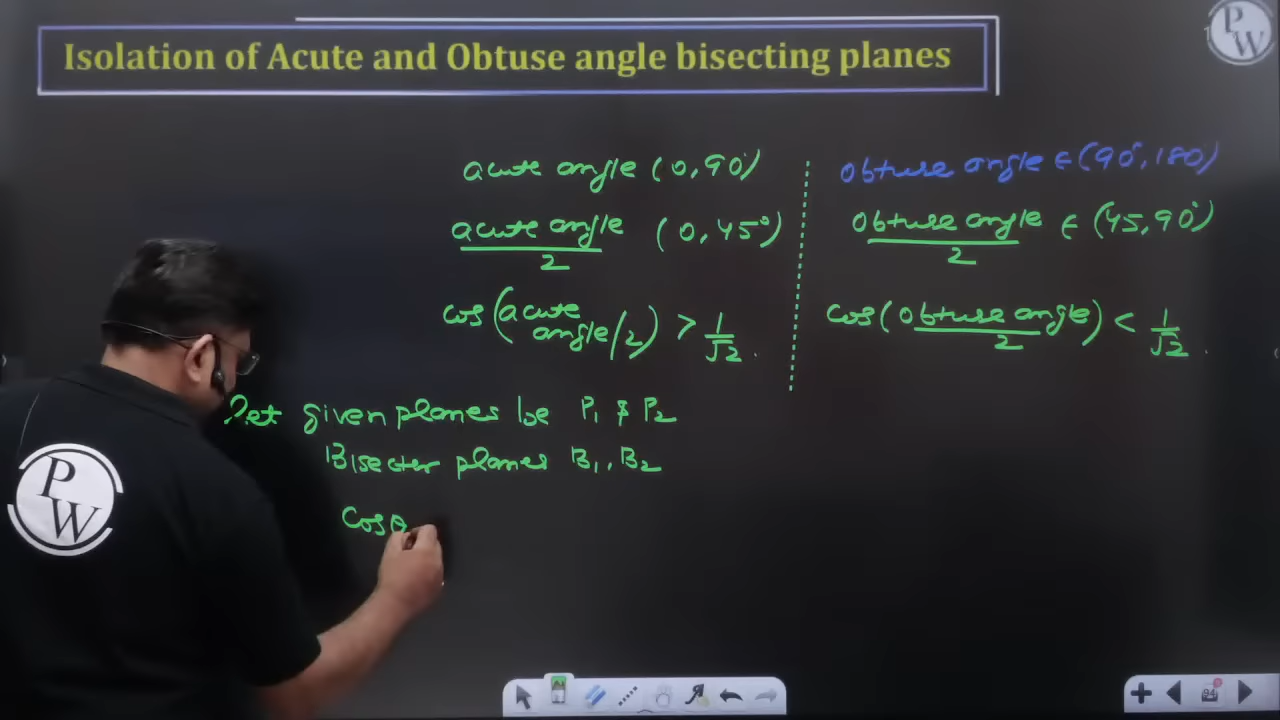 PW
Isolation of Acute and Obtuse angle bisecting planes
acute angle (0,90°)
obtuse angle ∈ (90°,180)
acute angle / 2 (0,45°)
obtuse angle / 2 ∈ (45,90°)
cos(acute angle/2) > 1/√2.
cos(obtuse angle / 2) < 1/√2.
Let given planes be P₁ & P₂
Bisector planes B₁, B₂
PW
cosθ
94